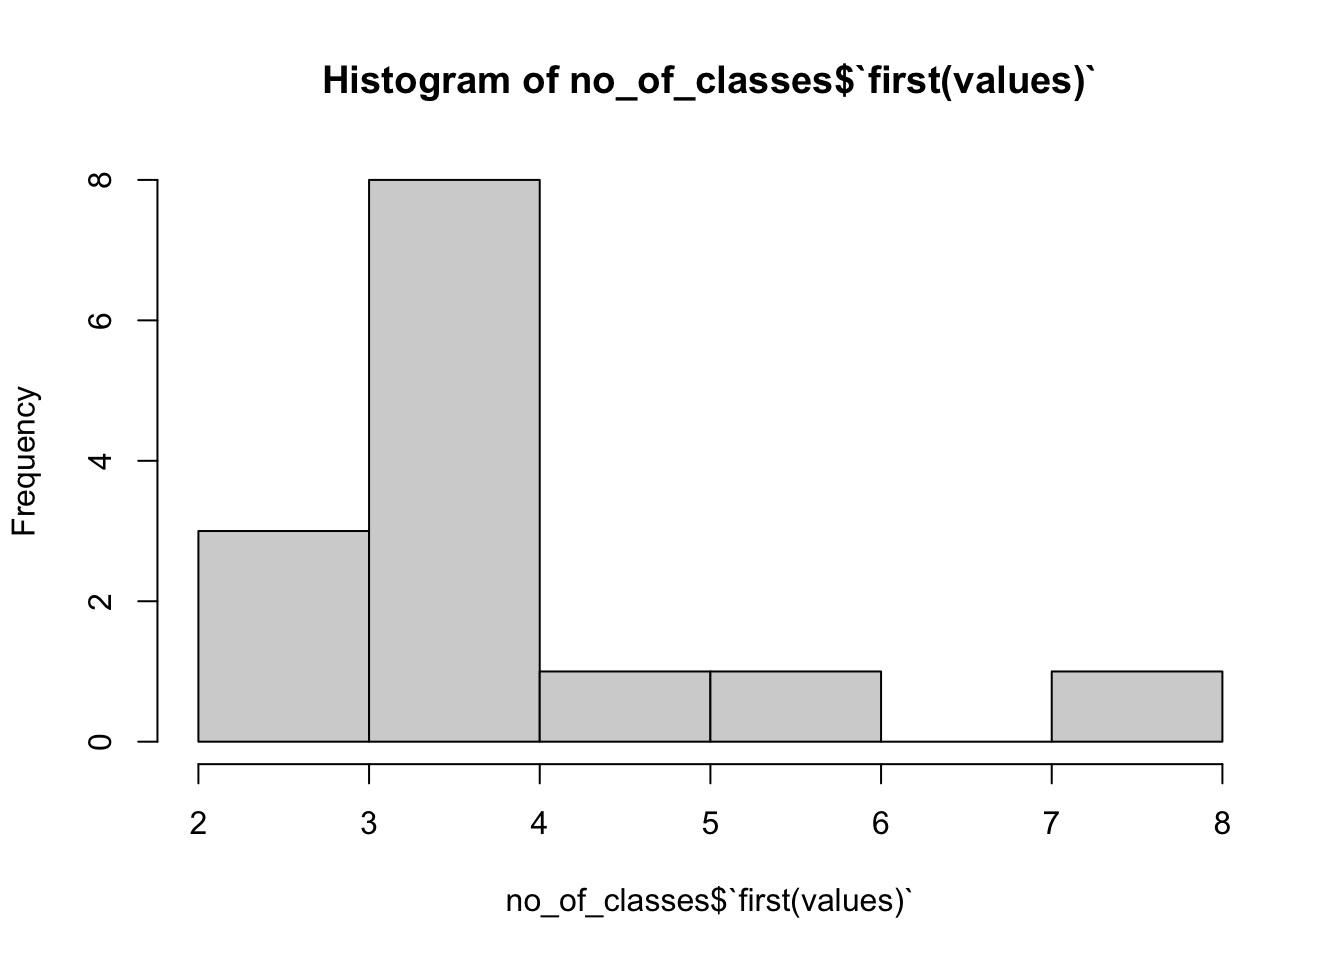 Histogram of no_of_classes$`first(values)`
Frequency
8
6
4
2
0
2 3 4 5 6 7 8
no_of_classes$`first(values)`